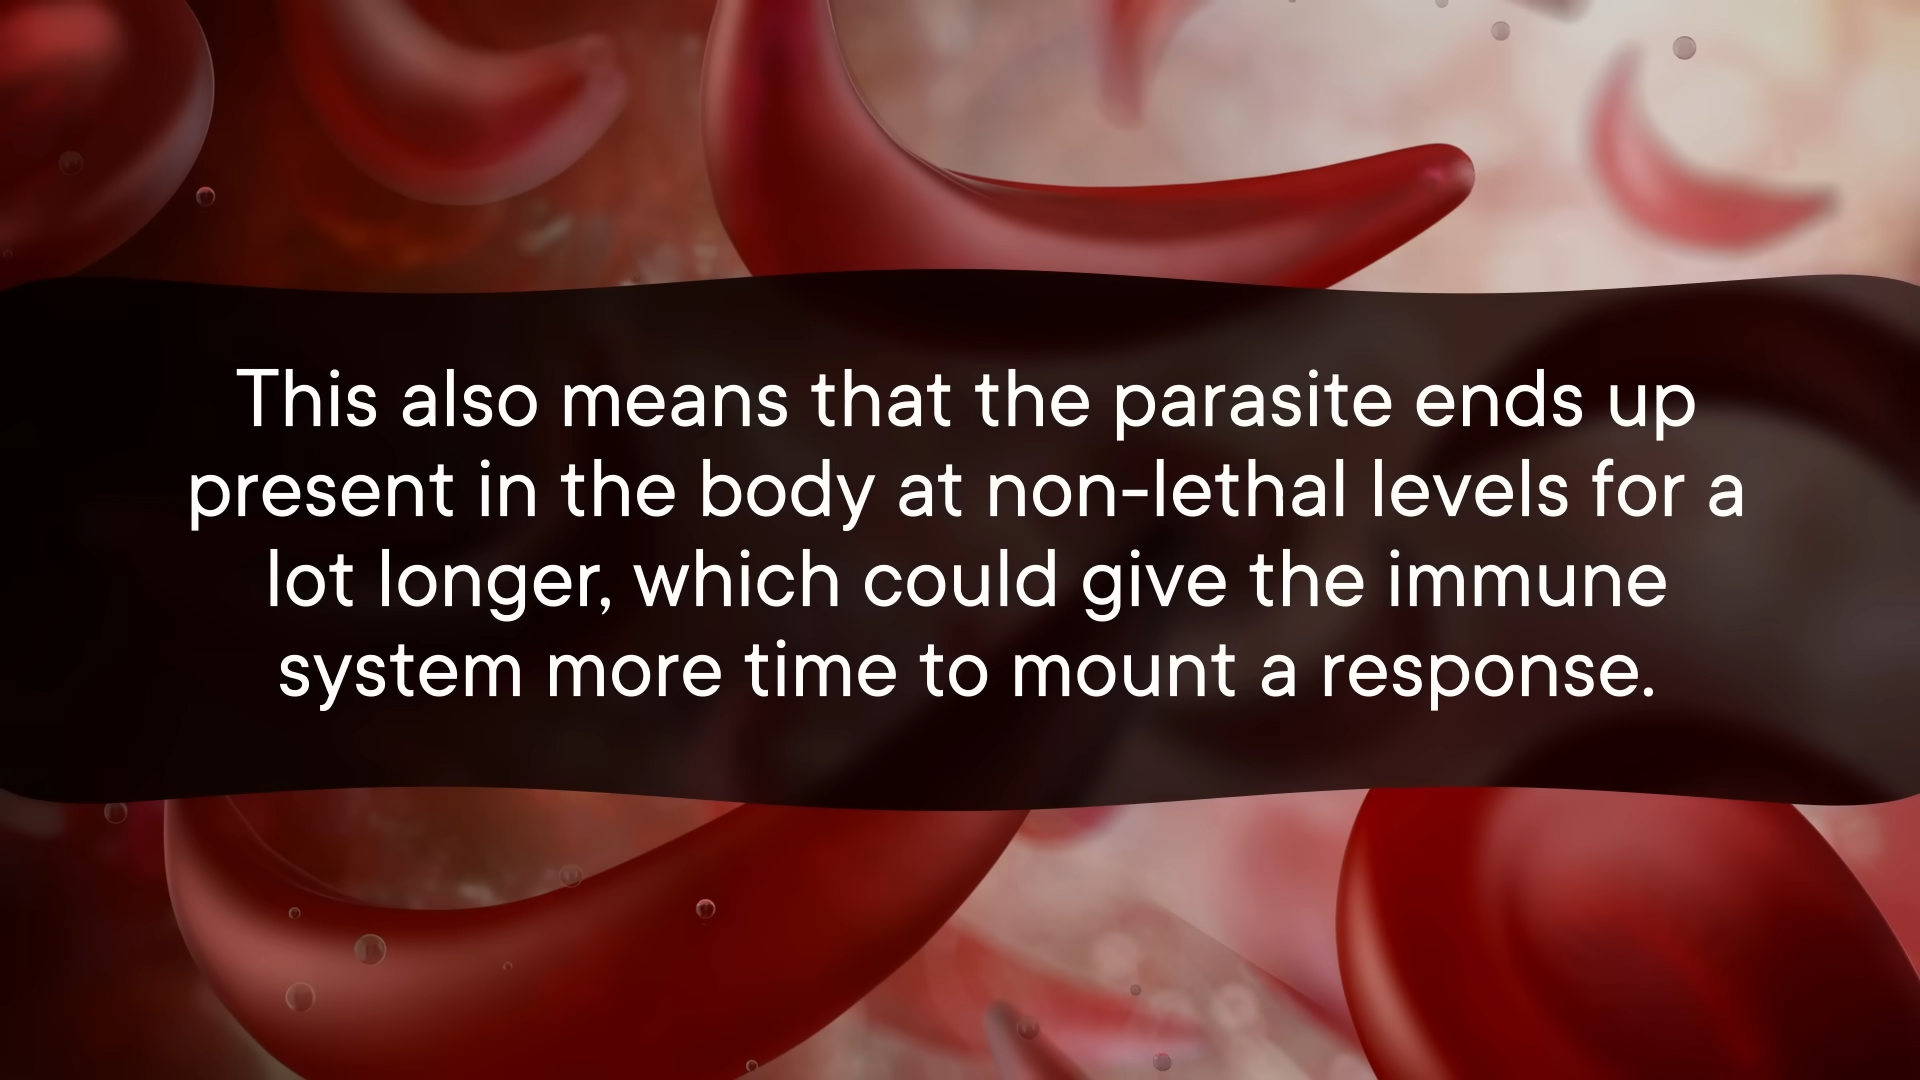 This also means that the parasite ends up
present in the body at non-lethal levels for a
lot longer, which could give the immune
system more time to mount a response.